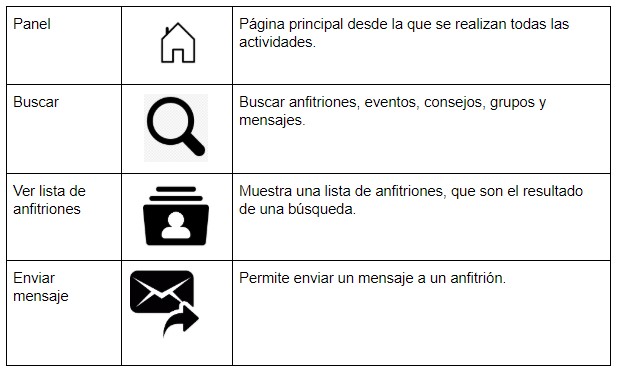 Panel
Página principal desde la que se realizan todas las
actividades.
Buscar
Buscar anfitriones, eventos, consejos, grupos y
mensajes.
Ver lista de
anfitriones
Muestra una lista de anfitriones, que son el resultado
de una búsqueda.
Enviar
mensaje
Permite enviar un mensaje a un anfitrión.